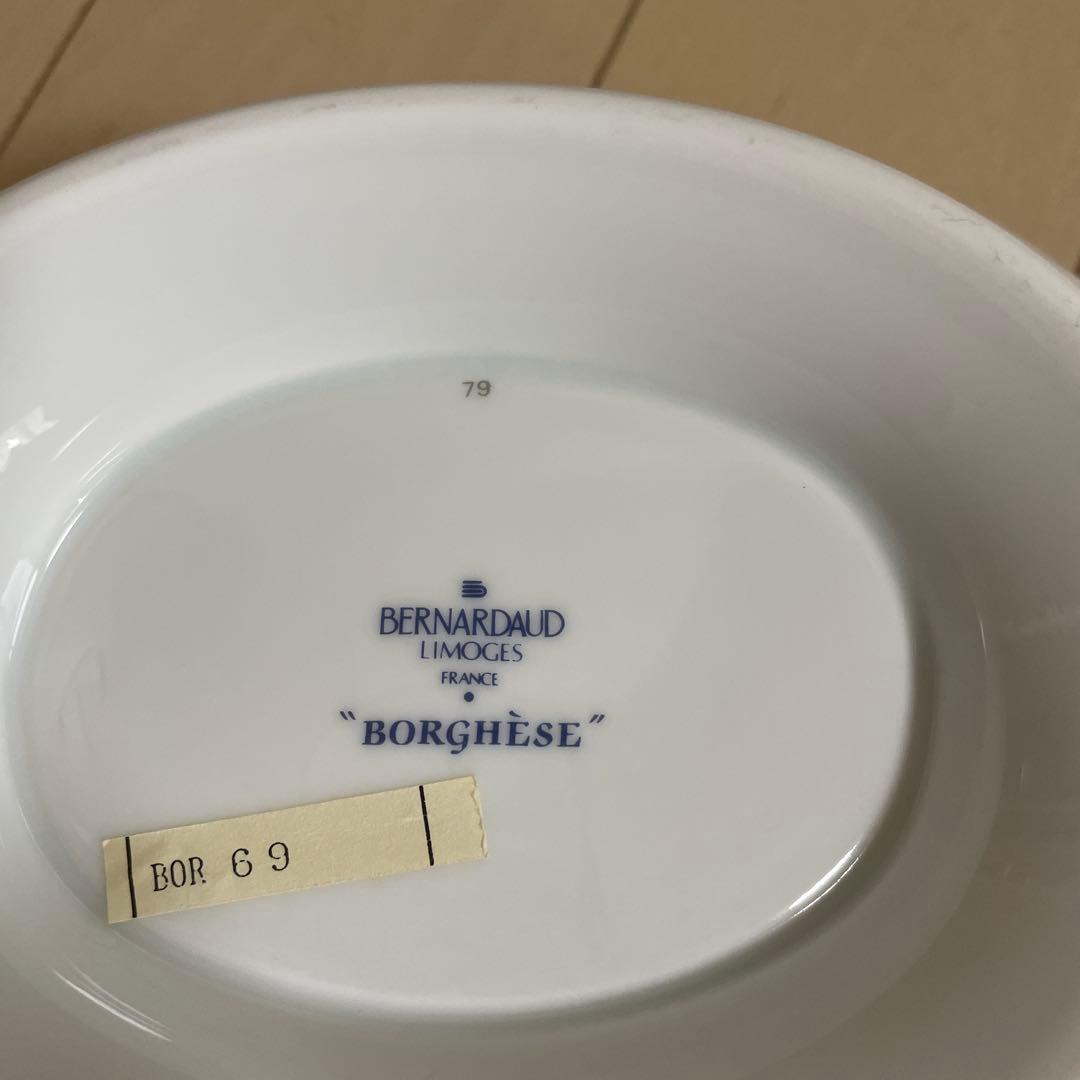 79
BERNARDAUD
LIMOGES
FRANCE
"BORGHÈSE"
BOR 69